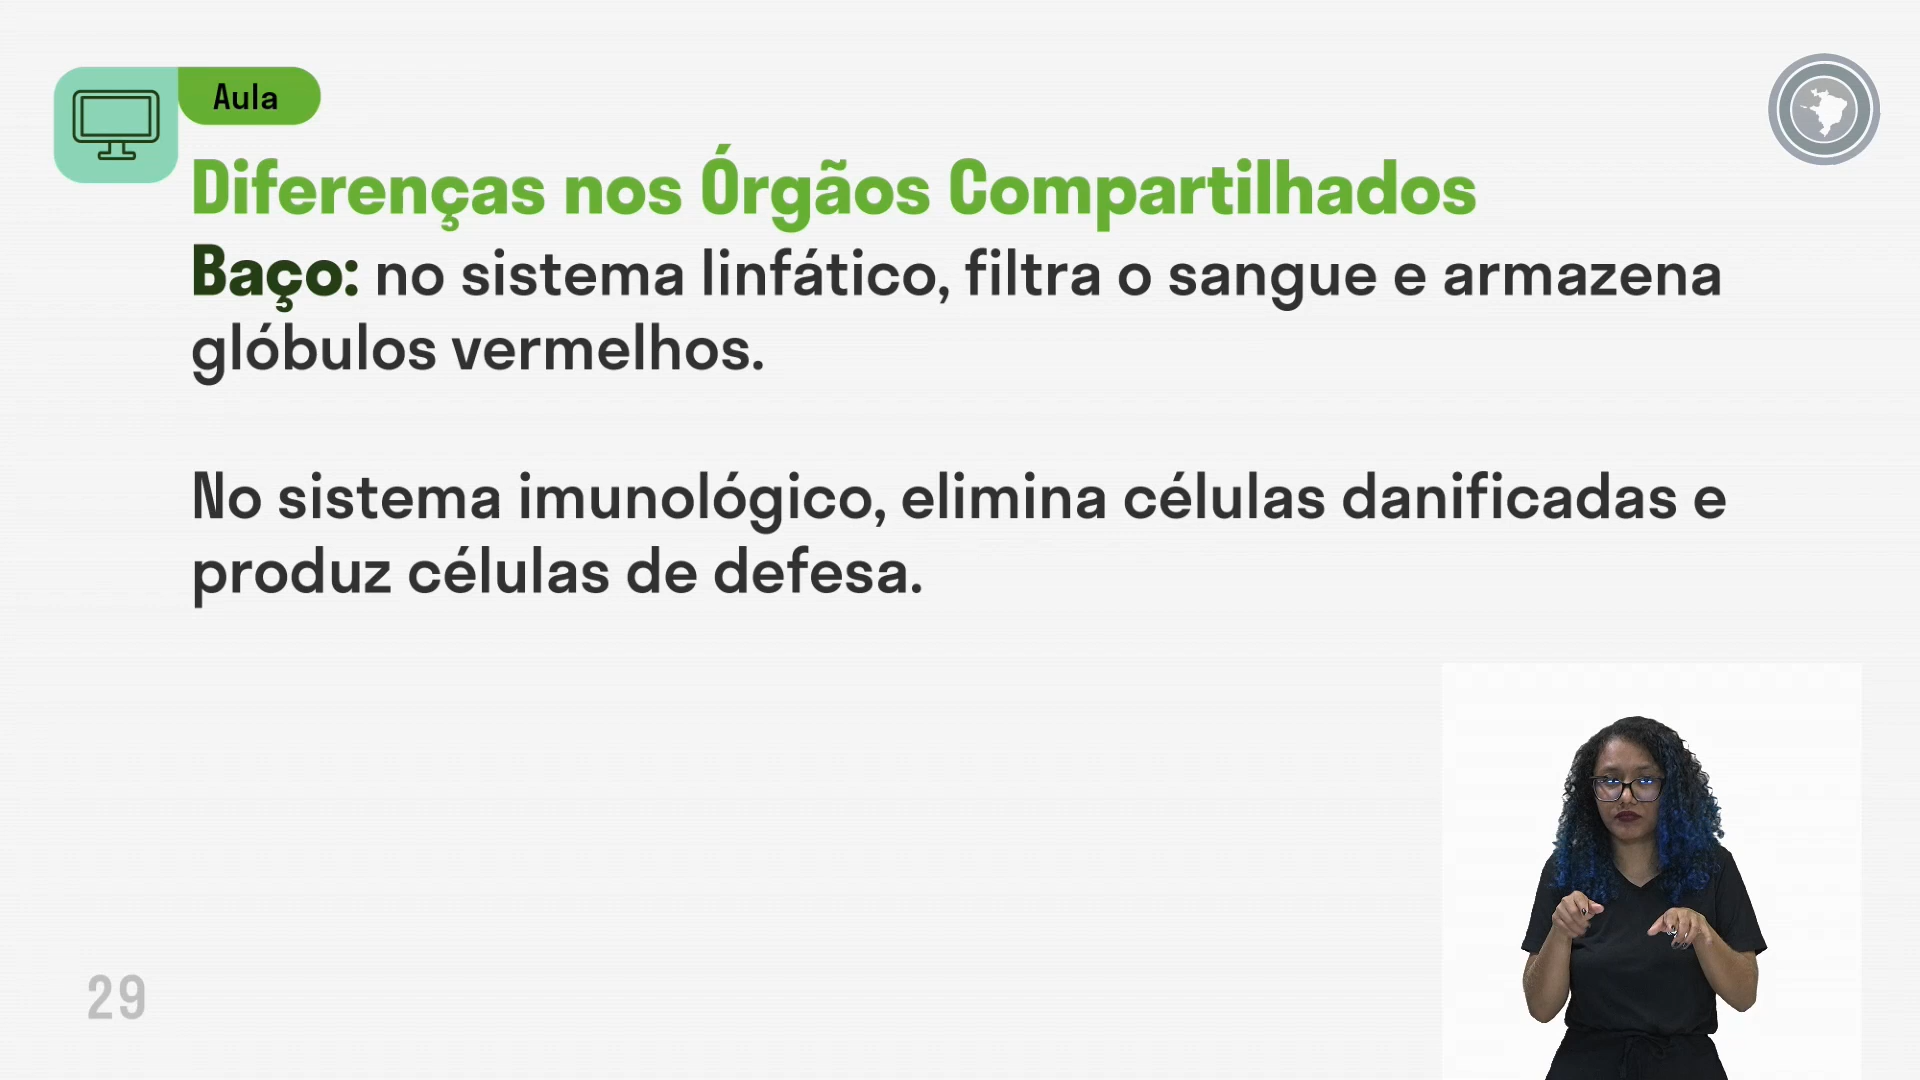 Aula
Diferenças nos Órgãos Compartilhados
Baço: no sistema linfático, filtra o sangue e armazena
glóbulos vermelhos.
No sistema imunológico, elimina células danificadas e
produz células de defesa.
29